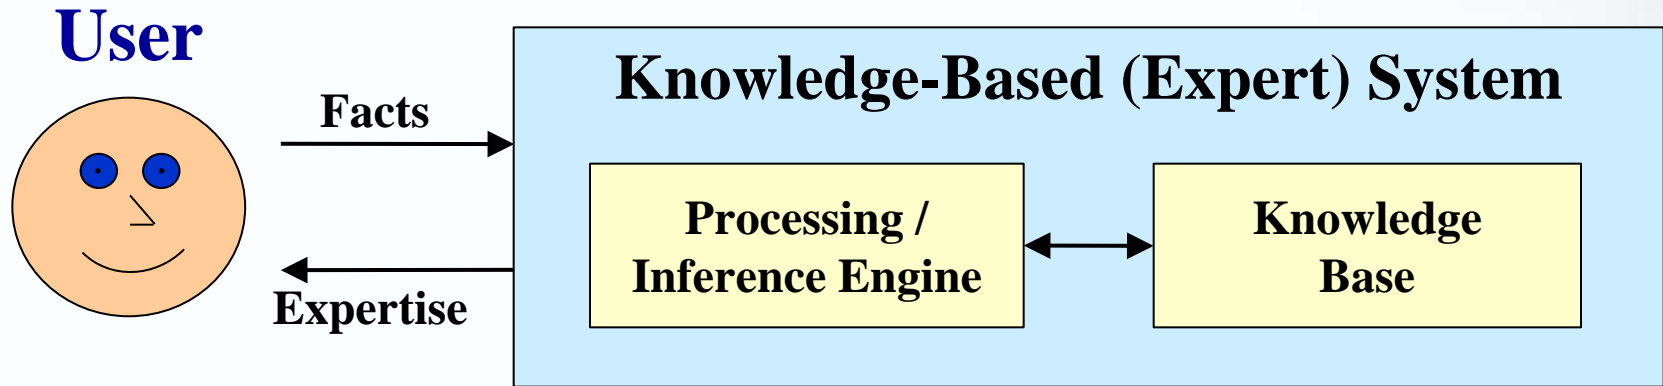 User
Knowledge-Based (Expert) System
Facts
Processing /
Inference Engine
Knowledge
Base
Expertise